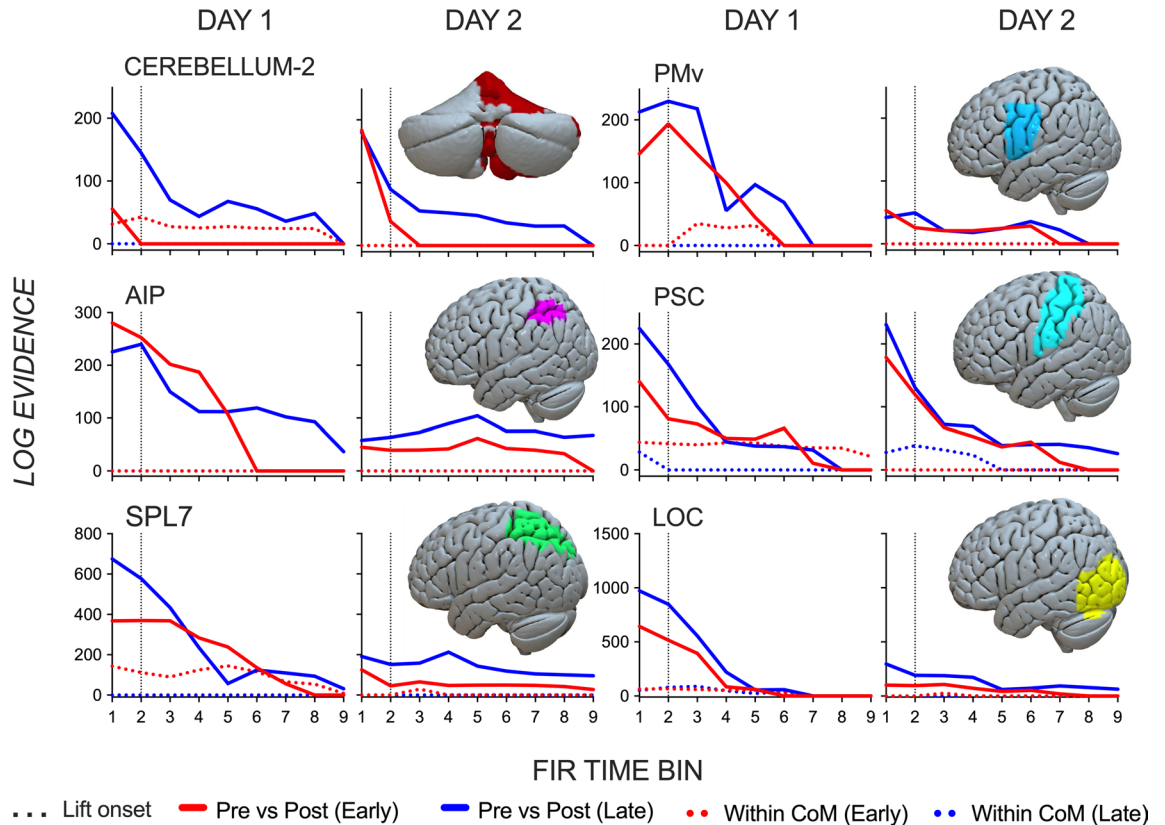 DAY 1 DAY 2 DAY 1 DAY 2
CEREBELLUM-2 PMv
200 200
100 100
0 0
AIP PSC
300
200 200
100 100
0 0
LOG EVIDENCE
SPL7 LOC
800 1500
600 1000
400
200 500
0 0
1 2 3 4 5 6 7 8 9 1 2 3 4 5 6 7 8 9 1 2 3 4 5 6 7 8 9 1 2 3 4 5 6 7 8 9
FIR TIME BIN
Lift onset Pre vs Post (Early) Pre vs Post (Late) Within CoM (Early) Within CoM (Late)